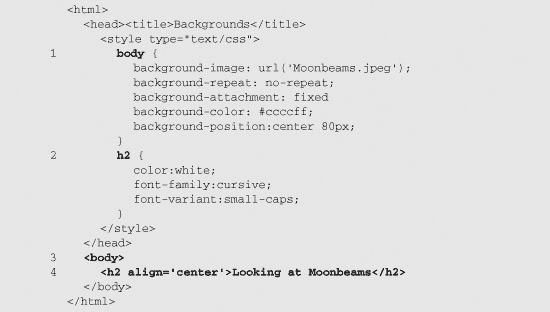 <html>
<head><title>Backgrounds</title>
<style type="text/css">
1 body {
background-image: url('Moonbeams.jpeg');
background-repeat: no-repeat;
background-attachment: fixed
background-color: #ccccff;
background-position:center 80px;
}
2 h2 {
color:white;
font-family:cursive;
font-variant:small-caps;
}
</style>
</head>
3 <body>
4 <h2 align='center'>Looking at Moonbeams</h2>
</body>
</html>